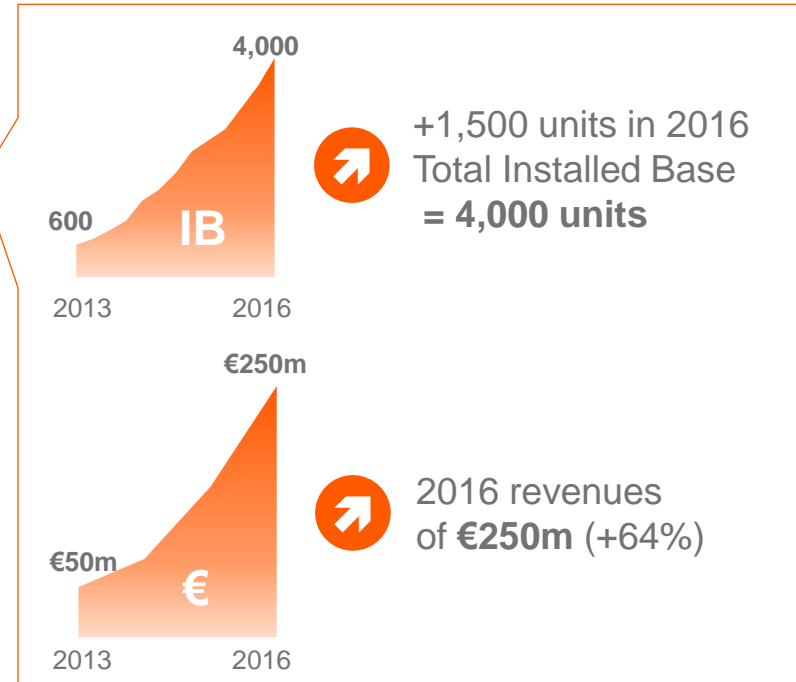 4,000
600
IB
2013
2016
+1,500 units in 2016
Total Installed Base
= 4,000 units
€250m
€50m
€
2013
2016
2016 revenues
of €250m (+64%)